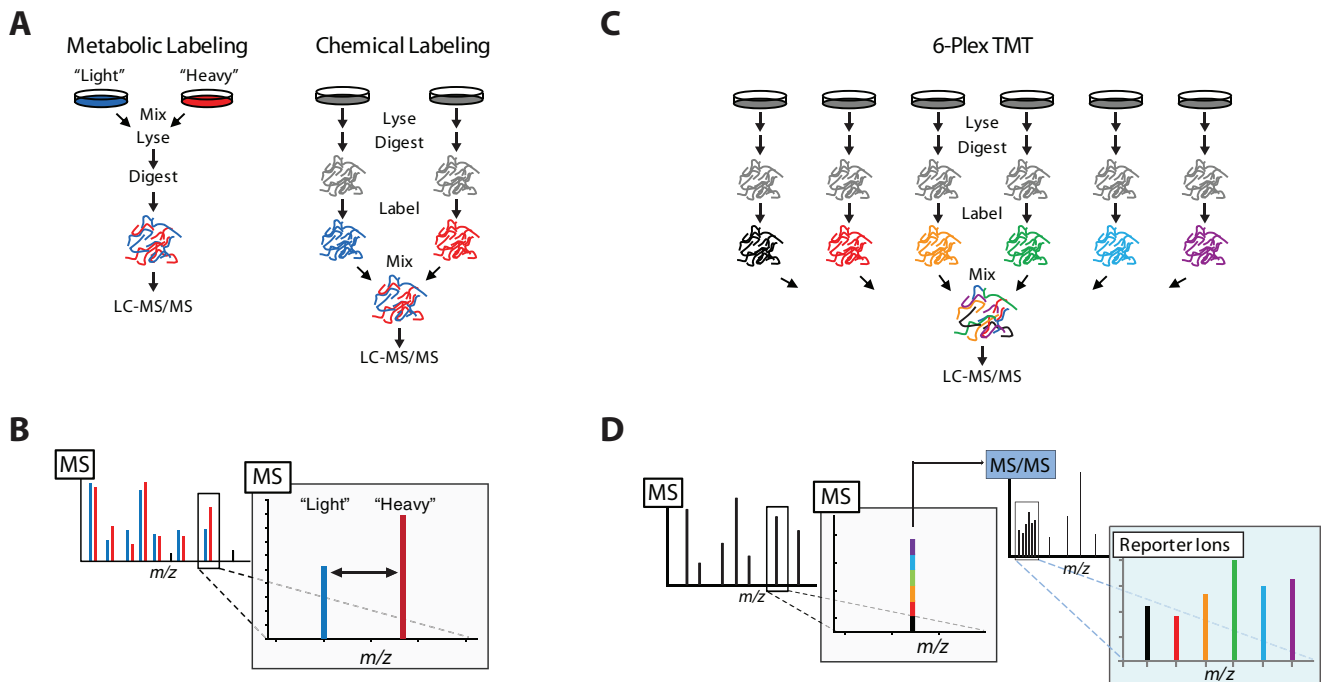 A
Metabolic Labeling
“Light”
“Heavy”
Mix
Lyse
Digest
LC-MS/MS
Chemical Labeling
Lyse
Digest
Label
Mix
LC-MS/MS
B
MS
m/z
MS
“Light”
“Heavy”
m/z
C
6-Plex TMT
Lyse
Digest
Label
Mix
LC-MS/MS
D
MS
m/z
MS
m/z
MS/MS
m/z
Reporter Ions
m/z